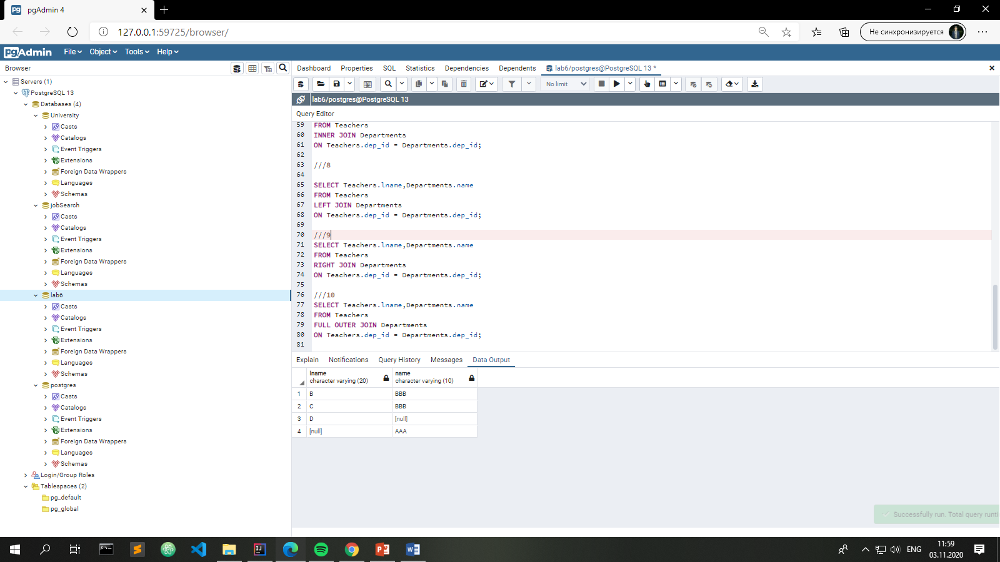 pgAdmin 4
127.0.0.1:59725/browser/
Не синхронизируется
pgAdmin File Object Tools Help
Browser
Dashboard Properties SQL Statistics Dependencies Dependents lab6/postgres@PostgreSQL 13 *
No limit
lab6/postgres@PostgreSQL 13
Query Editor
Servers (1)
PostgreSQL 13
Databases (4)
University
Casts
Catalogs
Event Triggers
Extensions
Foreign Data Wrappers
Languages
Schemas
jobSearch
Casts
Catalogs
Event Triggers
Extensions
Foreign Data Wrappers
Languages
Schemas
lab6
Casts
Catalogs
Event Triggers
Extensions
Foreign Data Wrappers
Languages
Schemas
postgres
Casts
Catalogs
Event Triggers
Extensions
Foreign Data Wrappers
Languages
Schemas
Login/Group Roles
Tablespaces (2)
pg_default
pg_global
59 FROM Teachers
60 INNER JOIN Departments
61 ON Teachers.dep_id = Departments.dep_id;
62
63 ///8
64
65 SELECT Teachers.lname,Departments.name
66 FROM Teachers
67 LEFT JOIN Departments
68 ON Teachers.dep_id = Departments.dep_id;
69
70 ///9
71 SELECT Teachers.lname,Departments.name
72 FROM Teachers
73 RIGHT JOIN Departments
74 ON Teachers.dep_id = Departments.dep_id;
75
76 ///10
77 SELECT Teachers.lname,Departments.name
78 FROM Teachers
79 FULL OUTER JOIN Departments
80 ON Teachers.dep_id = Departments.dep_id;
81
Explain Notifications Query History Messages Data Output
lname name
character varying (20) character varying (10)
1 B BBB
2 C BBB
3 D [null]
4 [null] AAA
Successfully run. Total query runti
ENG
11:59
03.11.2020